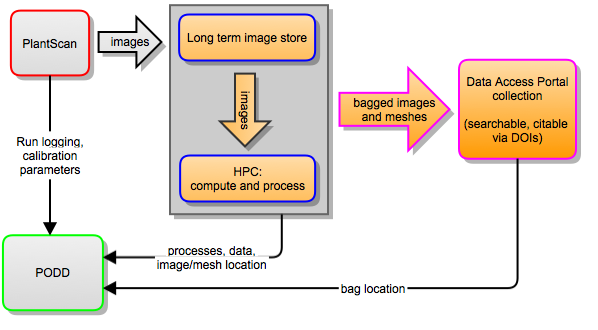 PlantScan
images
Long term image store
images
HPC:
compute and process
bagged images
and meshes
Data Access Portal
collection
(searchable, citable
via DOIs)
Run logging,
calibration
parameters
PODD
processes, data,
image/mesh location
bag location